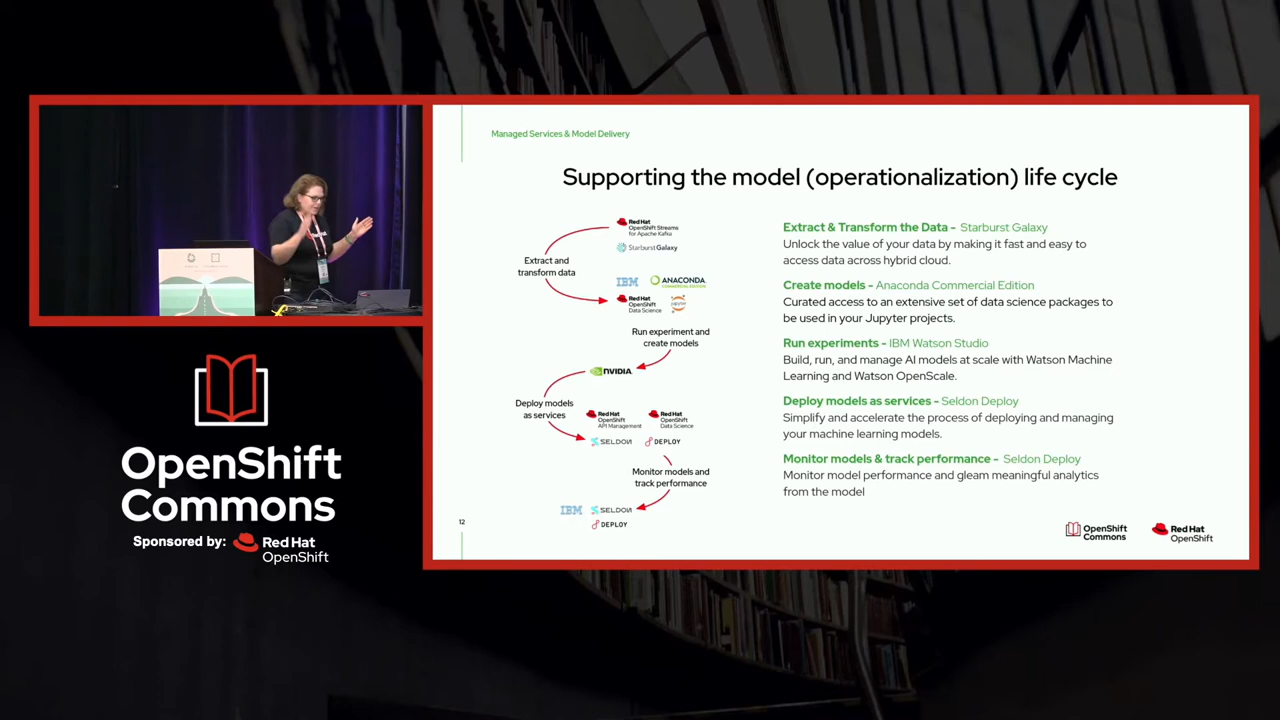 Managed Services & Model Delivery
Supporting the model (operationalization) life cycle
Red Hat
OpenShift Streams
for Apache Kafka
Starburst Galaxy
Extract and
transform data
IBM
ANACONDA
COMMERCIAL EDITION
Red Hat
OpenShift
Data Science
jupyter
Run experiment and
create models
NVIDIA
Deploy models
as services
Red Hat
OpenShift
API Management
Red Hat
OpenShift
Data Science
SELDON
DEPLOY
Monitor models and
track performance
IBM
SELDON
DEPLOY
12
Extract & Transform the Data - Starburst Galaxy
Unlock the value of your data by making it fast and easy to
access data across hybrid cloud.
Create models - Anaconda Commercial Edition
Curated access to an extensive set of data science packages to
be used in your Jupyter projects.
Run experiments - IBM Watson Studio
Build, run, and manage AI models at scale with Watson Machine
Learning and Watson OpenScale.
Deploy models as services - Seldon Deploy
Simplify and accelerate the process of deploying and managing
your machine learning models.
Monitor models & track performance - Seldon Deploy
Monitor model performance and gleam meaningful analytics
from the model
OpenShift
Commons
Red Hat
OpenShift
OpenShift
Commons
Sponsored by:
Red Hat
OpenShift